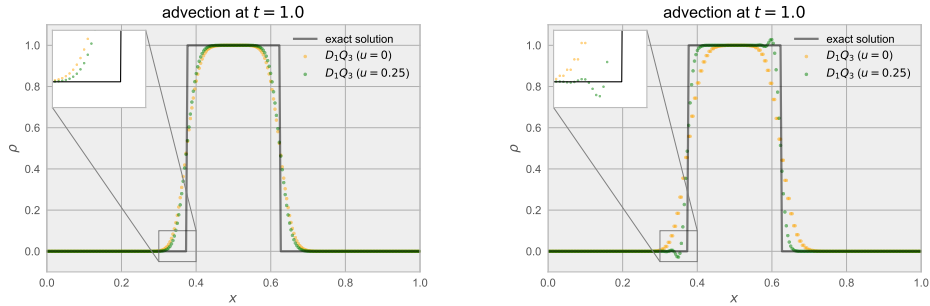 advection at t = 1.0
exact solution
D₁Q₃ (u = 0)
D₁Q₃ (u = 0.25)
1.0
0.8
0.6
0.4
0.2
0.0
ρ
0.0 0.2 0.4 0.6 0.8 1.0
x
advection at t = 1.0
exact solution
D₁Q₃ (u = 0)
D₁Q₃ (u = 0.25)
1.0
0.8
0.6
0.4
0.2
0.0
ρ
0.0 0.2 0.4 0.6 0.8 1.0
x